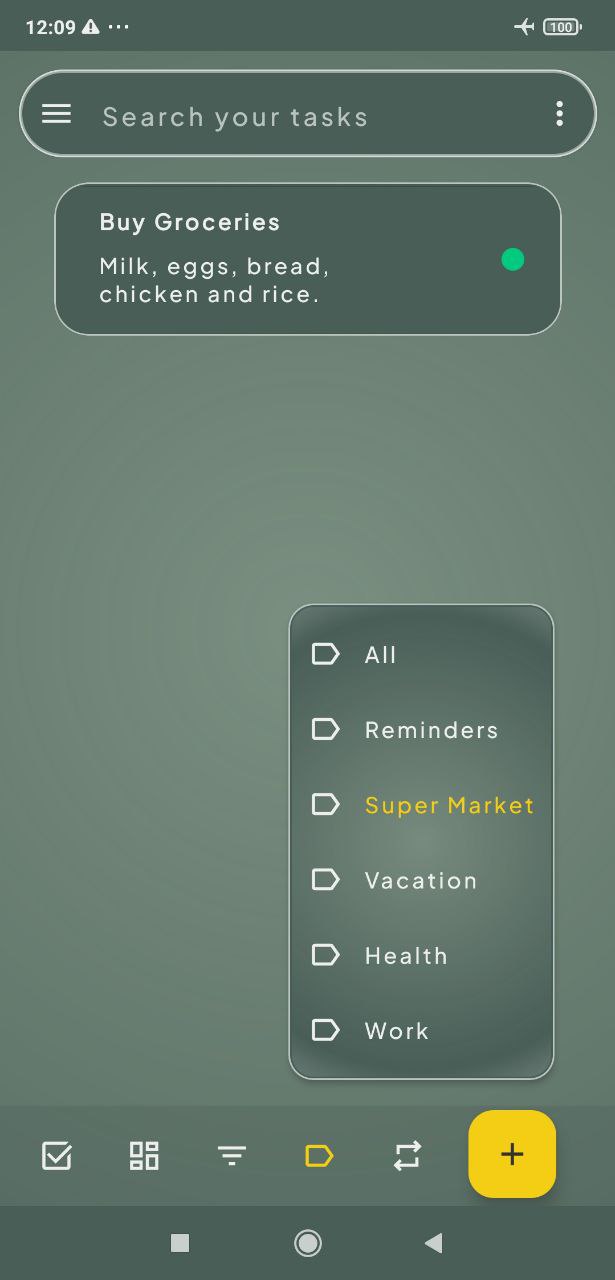 12:09
100
Search your tasks
Buy Groceries
Milk, eggs, bread,
chicken and rice.
All
Reminders
Super Market
Vacation
Health
Work